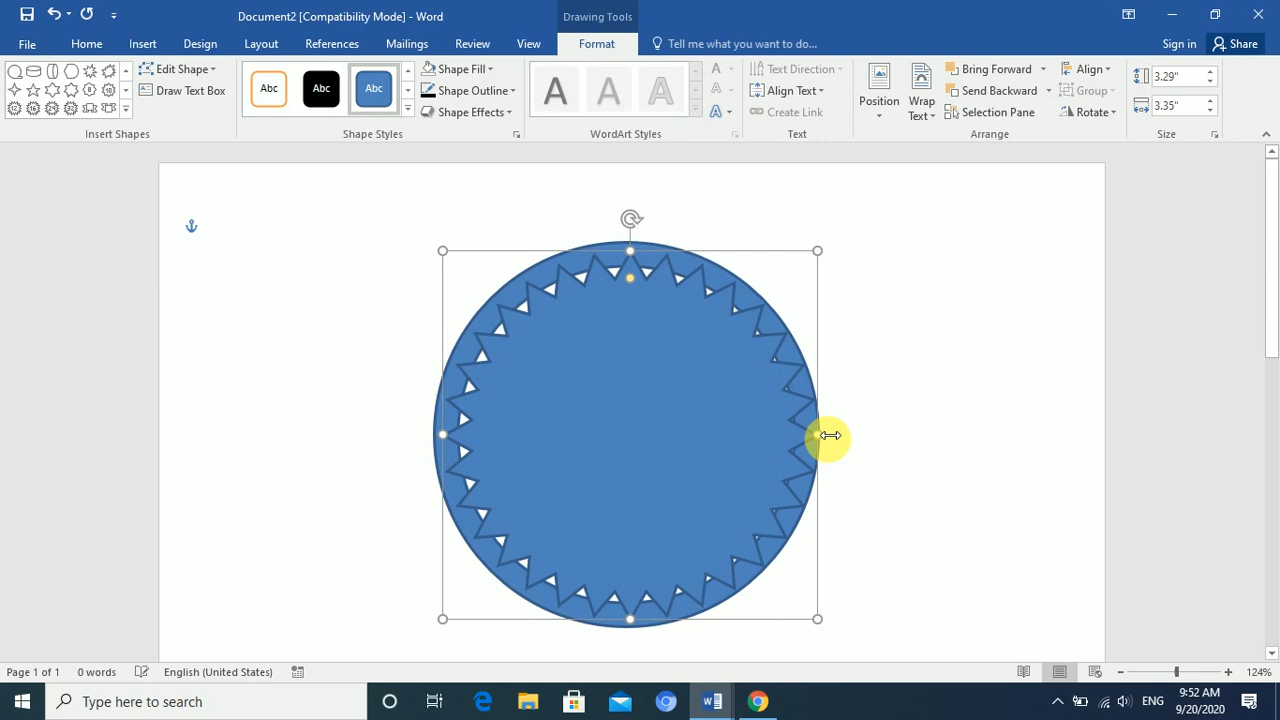 Document2 [Compatibility Mode] - Word
Drawing Tools
File Home Insert Design Layout References Mailings Review View Format Tell me what you want to do... Sign in Share
Edit Shape
Draw Text Box
Insert Shapes
Abc Abc Abc
Shape Fill
Shape Outline
Shape Effects
Shape Styles
A A A
A
A
A
WordArt Styles
Text Direction
Align Text
Create Link
Text
Position
Wrap
Text
Bring Forward
Send Backward
Selection Pane
Align
Group
Rotate
Arrange
3.29"
3.35"
Size
Page 1 of 1 0 words English (United States) 124%
Type here to search
ENG
9:52 AM
9/20/2020